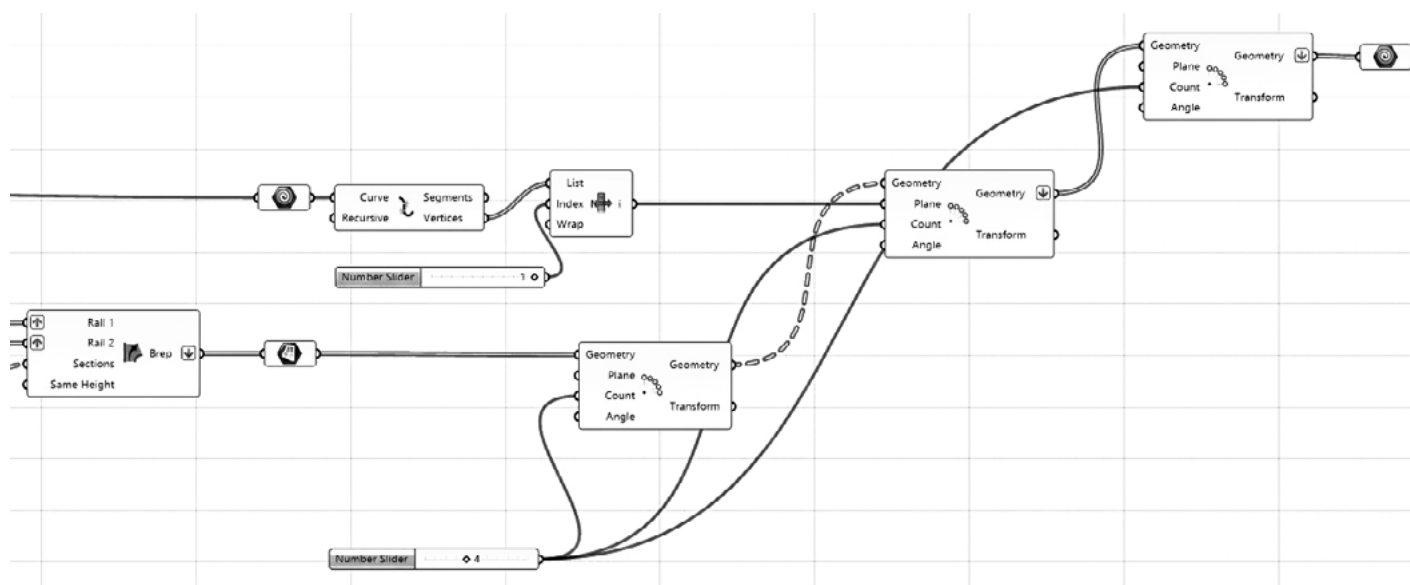 Geometry
Plane
Count
Angle
Geometry
Transform
Curve
Recursive
Segments
Vertices
List
Index
Wrap
i
Number Slider 1
Geometry
Plane
Count
Angle
Geometry
Transform
Rail 1
Rail 2
Sections
Same Height
Brep
Geometry
Plane
Count
Angle
Geometry
Transform
Number Slider 4